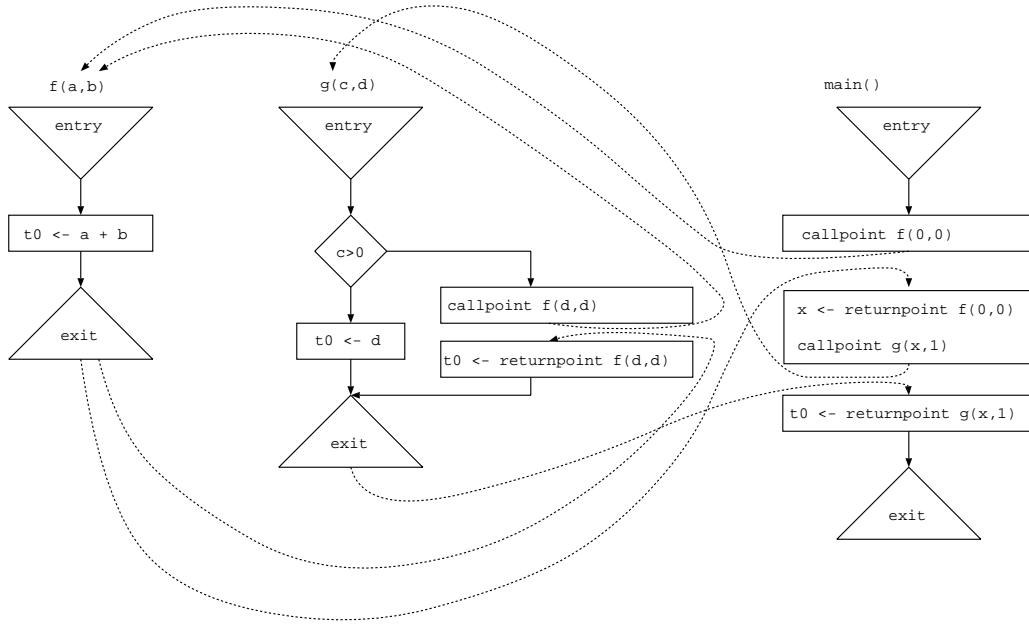 f(a,b)
entry
t0 <- a + b
exit
g(c,d)
entry
c>0
callpoint f(d,d)
t0 <- d
t0 <- returnpoint f(d,d)
exit
main()
entry
callpoint f(0,0)
x <- returnpoint f(0,0)
callpoint g(x,1)
t0 <- returnpoint g(x,1)
exit